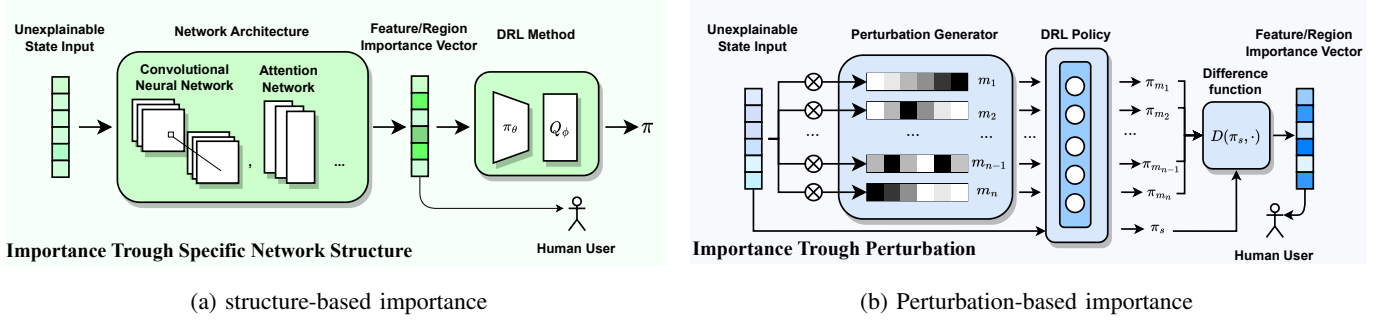 Unexplainable
State Input
Network Architecture
Feature/Region
Importance Vector
DRL Method
Convolutional
Neural Network
Attention
Network
,
...
π_θ
Q_ϕ
π
Human User
Importance Trough Specific Network Structure
(a) structure-based importance
Unexplainable
State Input
Perturbation Generator
DRL Policy
Feature/Region
Importance Vector
Difference
function
m_1
m_2
...
...
m_{n-1}
m_n
π_{m_1}
π_{m_2}
...
π_{m_{n-1}}
π_{m_n}
π_s
D(π_s, ·)
Human User
Importance Trough Perturbation
(b) Perturbation-based importance